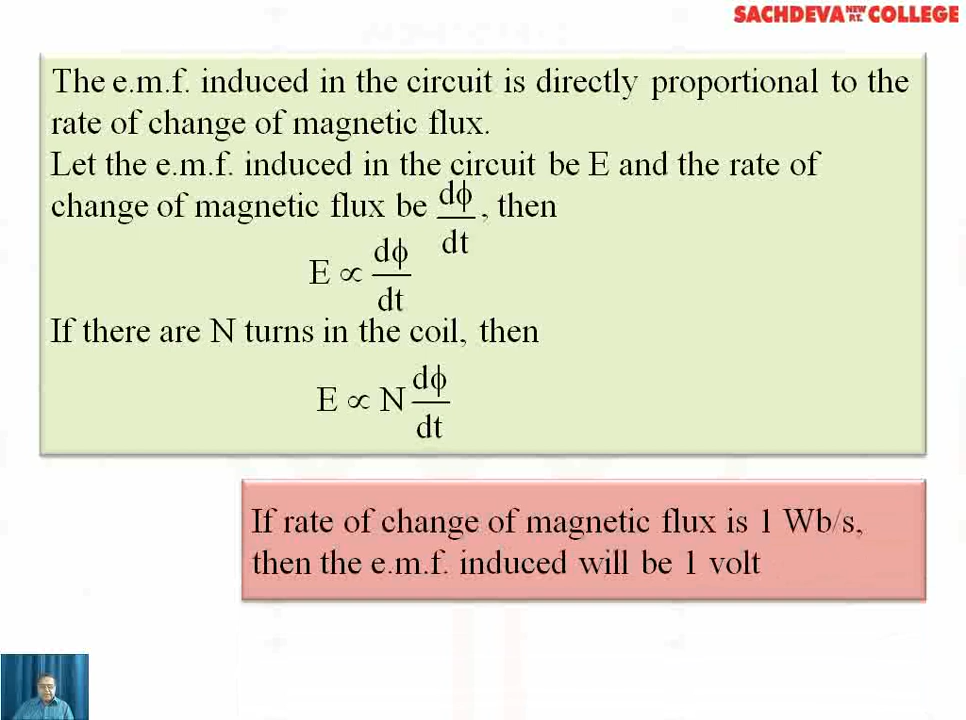 SACHDEVA NEW P.T. COLLEGE
The e.m.f. induced in the circuit is directly proportional to the
rate of change of magnetic flux.
Let the e.m.f. induced in the circuit be E and the rate of
change of magnetic flux be dϕ/dt, then
E ∝ dϕ/dt
If there are N turns in the coil, then
E ∝ N dϕ/dt
If rate of change of magnetic flux is 1 Wb/s,
then the e.m.f. induced will be 1 volt